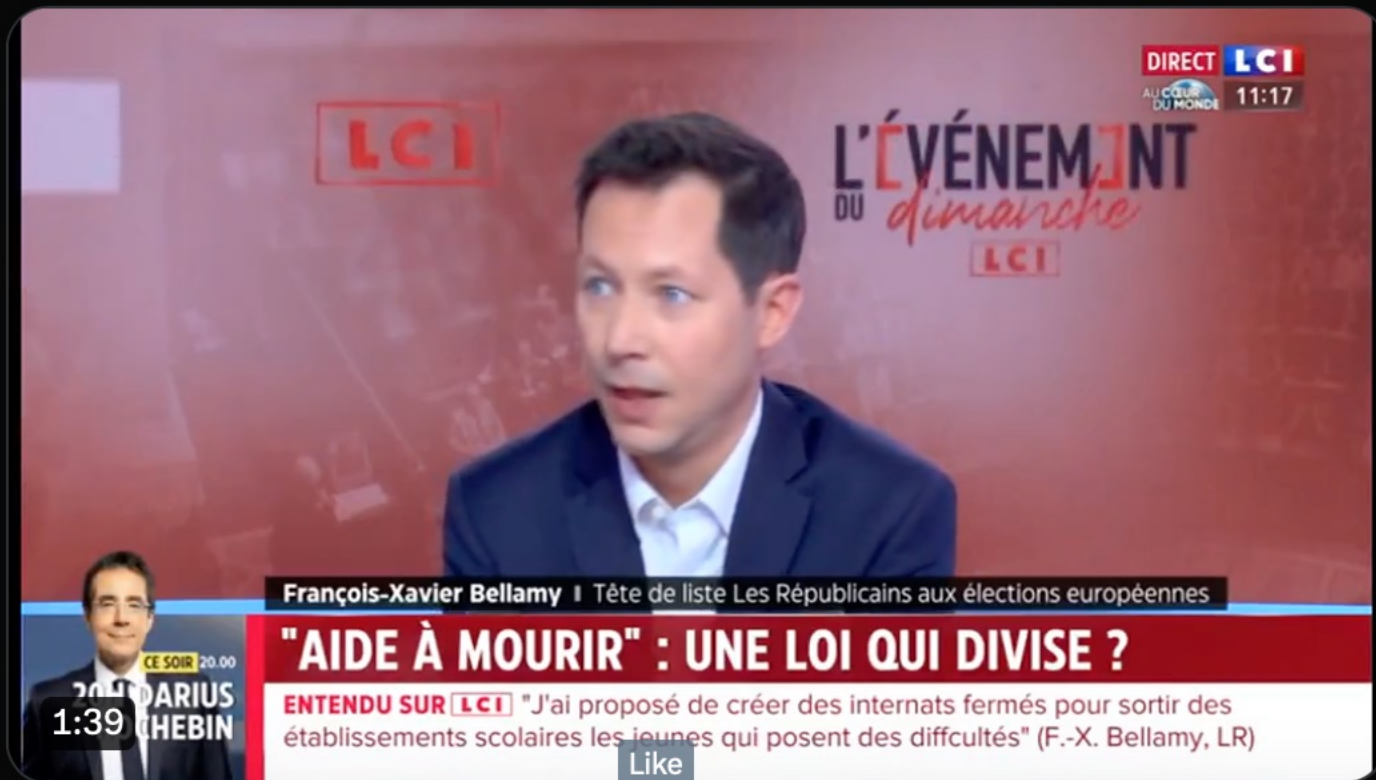 DIRECT LCI
AU CŒUR
DU MONDE
11:17
LCI
L'ÉVÉNEMENT
DU dimanche
LCI
François-Xavier Bellamy | Tête de liste Les Républicains aux élections européennes
"AIDE À MOURIR" : UNE LOI QUI DIVISE ?
CE SOIR 20.00
20H DARIUS
1:39 CHEBIN
ENTENDU SUR LCI "J'ai proposé de créer des internats fermés pour sortir des
établissements scolaires les jeunes qui posent des diffcultés" (F.-X. Bellamy, LR)
Like